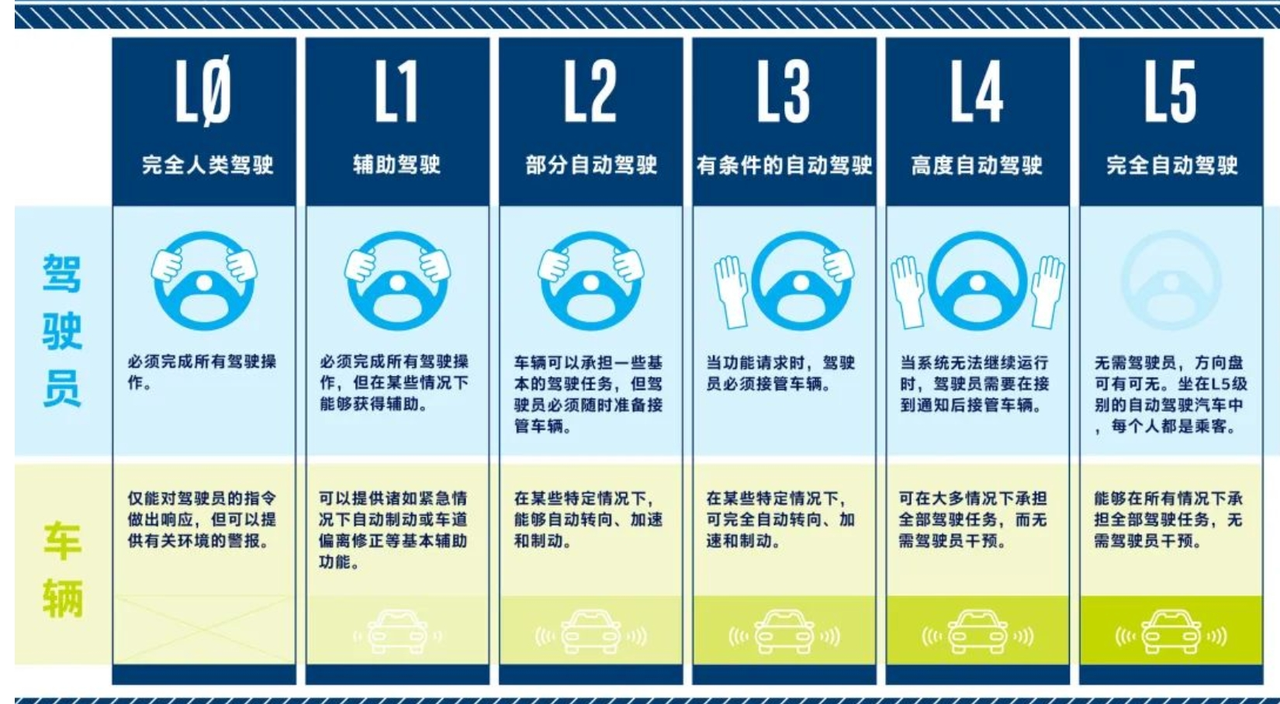 LØ
完全人类驾驶
L1
辅助驾驶
L2
部分自动驾驶
L3
有条件的自动驾驶
L4
高度自动驾驶
L5
完全自动驾驶
驾
驶
员
必须完成所有驾驶操
作。
必须完成所有驾驶操
作，但在某些情况下
能够获得辅助。
车辆可以承担一些基
本的驾驶任务，但驾
驶员必须随时准备接
管车辆。
当功能请求时，驾驶
员必须接管车辆。
当系统无法继续运行
时，驾驶员需要在接
到通知后接管车辆。
无需驾驶员，方向盘
可有可无。坐在L5级
别的自动驾驶汽车中
，每个人都是乘客。
车
辆
仅能对驾驶员的指令
做出响应，但可以提
供有关环境的警报。
可以提供诸如紧急情
况下自动制动或车道
偏离修正等基本辅助
功能。
在某些特定情况下，
能够自动转向、加速
和制动。
在某些特定情况下，
可完全自动转向、加
速和制动。
可在大多情况下承担
全部驾驶任务，而无
需驾驶员干预。
能够在所有情况下承
担全部驾驶任务，无
需驾驶员干预。